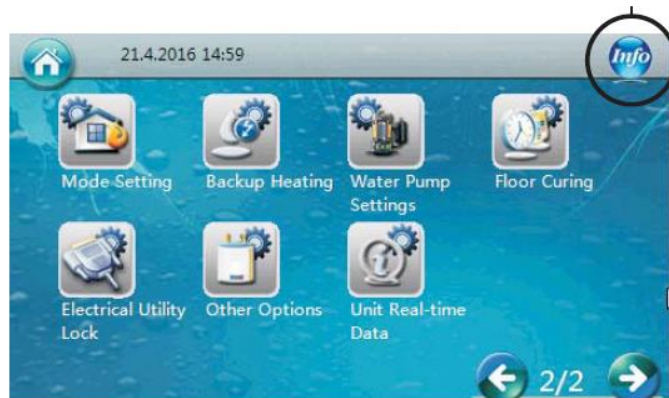 21.4.2016 14:59
Info
Mode Setting
Backup Heating
Water Pump
Settings
Floor Curing
Electrical Utility
Lock
Other Options
Unit Real-time
Data
2/2